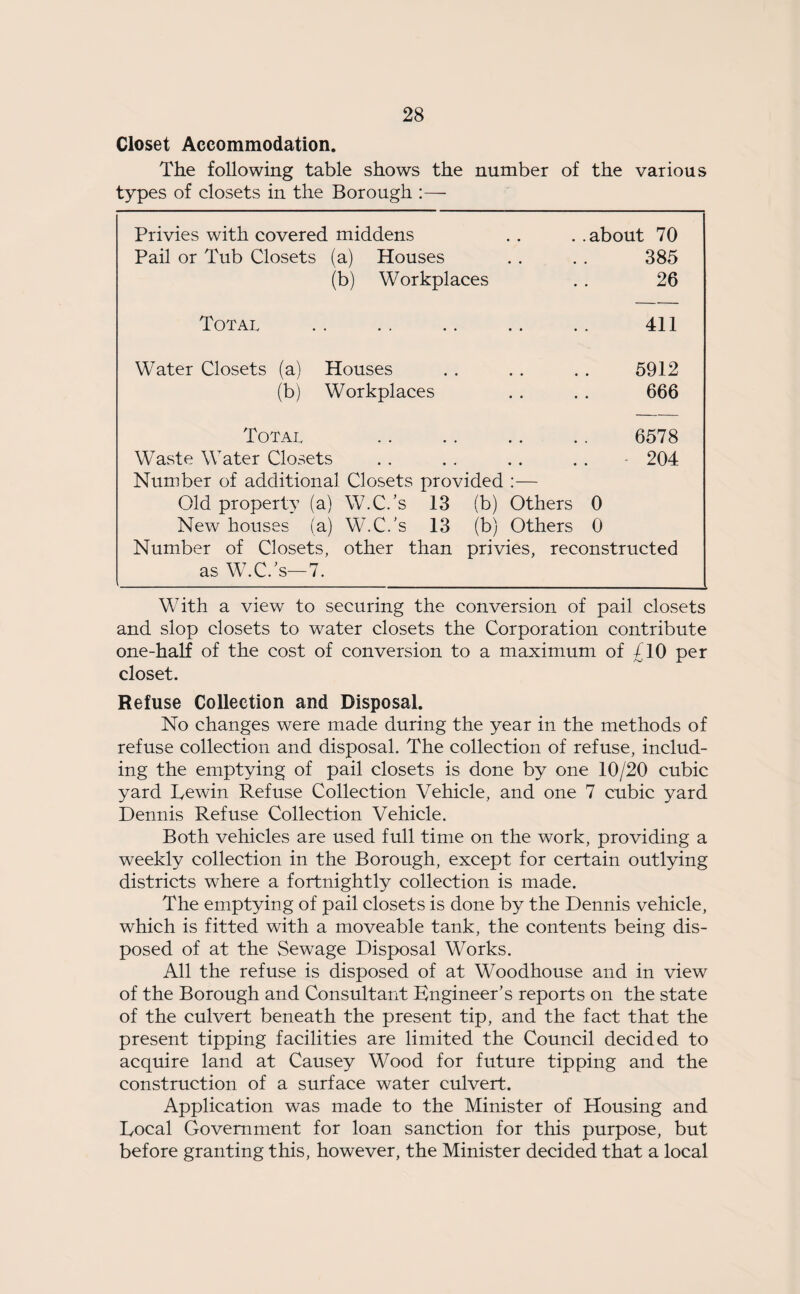 28
Closet Accommodation.
The following table shows the number of the various
types of closets in the Borough :—
Privies with covered middens . . . . about 70
Pail or Tub Closets (a) Houses . . . . 385
(b) Workplaces . . 26
Total . . . . . . . . . . 411
Water Closets (a) Houses . . . . . . 5912
(b) Workplaces . . . . 666
Total . . . . . . . . 6578
Waste Water Closets . . . . . . . . 204
Number of additional Closets provided :—
Old property (a) W.C.'s 13 (b) Others 0
New houses (a) W.C.'s 13 (b) Others 0
Number of Closets, other than privies, reconstructed
as W.C.'s—7.
With a view to securing the conversion of pail closets
and slop closets to water closets the Corporation contribute
one-half of the cost of conversion to a maximum of £10 per
closet.
Refuse Collection and Disposal.
No changes were made during the year in the methods of
refuse collection and disposal. The collection of refuse, includ-
ing the emptying of pail closets is done by one 10/20 cubic
yard Lewin Refuse Collection Vehicle, and one 7 cubic yard
Dennis Refuse Collection Vehicle.
Both vehicles are used full time on the work, providing a
weekly collection in the Borough, except for certain outlying
districts where a fortnightly collection is made.
The emptying of pail closets is done by the Dennis vehicle,
which is fitted with a moveable tank, the contents being dis-
posed of at the Sewage Disposal Works.
All the refuse is disposed of at Woodhouse and in view
of the Borough and Consultant Engineer's reports on the state
of the culvert beneath the present tip, and the fact that the
present tipping facilities are limited the Council decided to
acquire land at Causey Wood for future tipping and the
construction of a surface water culvert.
Application was made to the Minister of Housing and
Local Government for loan sanction for this purpose, but
before granting this, however, the Minister decided that a local